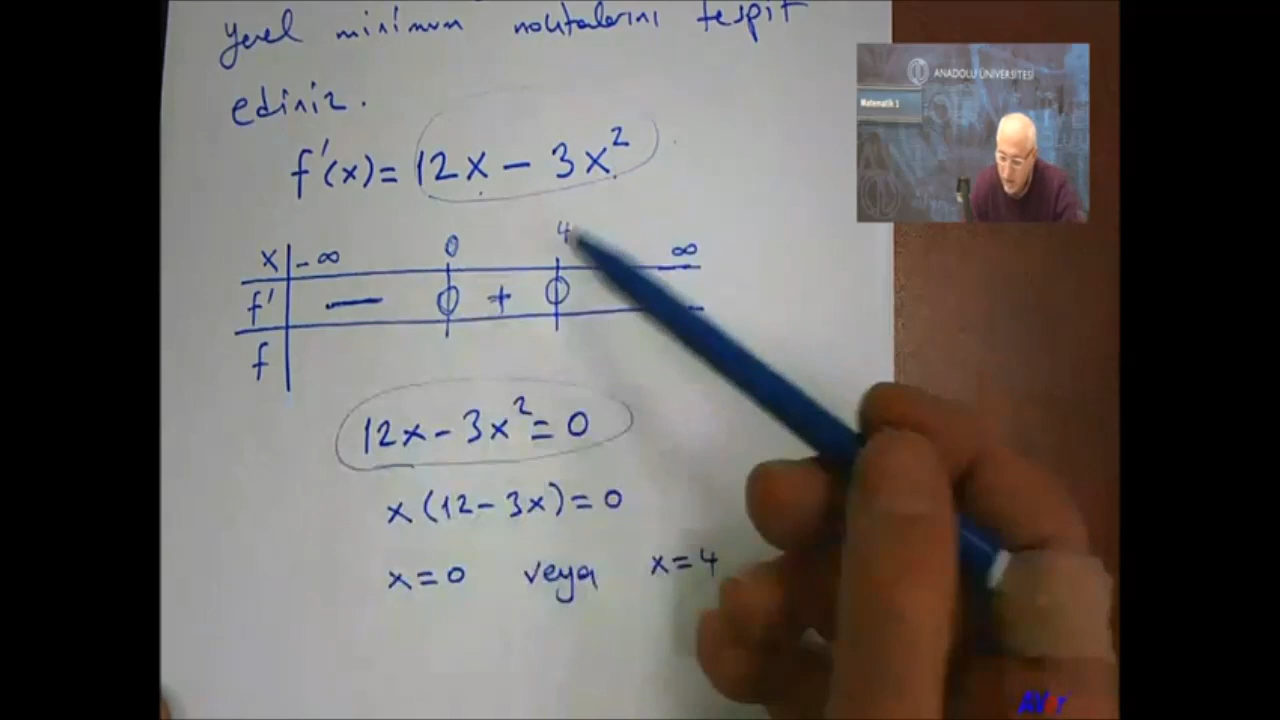 yerel minimum noktalarını tespit
ediniz.
ANADOLU ÜNİVERSİTESİ
Matematik 1
f'(x) = 12x - 3x²
x -∞ 0 4 ∞
f' - 0 + 0 -
f
12x - 3x² = 0
x(12 - 3x) = 0
x = 0 veya x = 4